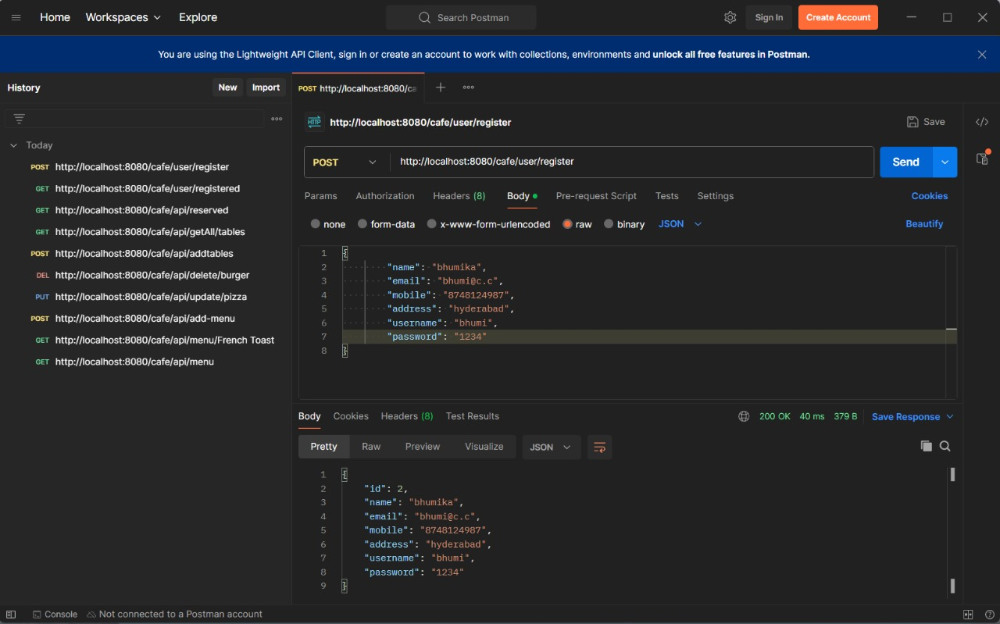 Home Workspaces Explore Search Postman Sign In Create Account
You are using the Lightweight API Client, sign in or create an account to work with collections, environments and unlock all free features in Postman.
History New Import
Today
POST http://localhost:8080/cafe/user/register
GET http://localhost:8080/cafe/user/registered
GET http://localhost:8080/cafe/api/reserved
GET http://localhost:8080/cafe/api/getAll/tables
POST http://localhost:8080/cafe/api/addtables
DEL http://localhost:8080/cafe/api/delete/burger
PUT http://localhost:8080/cafe/api/update/pizza
POST http://localhost:8080/cafe/api/add-menu
GET http://localhost:8080/cafe/api/menu/French Toast
GET http://localhost:8080/cafe/api/menu
POST http://localhost:8080/ca
HTTP http://localhost:8080/cafe/user/register Save </>
POST http://localhost:8080/cafe/user/register Send
Params Authorization Headers (8) Body Pre-request Script Tests Settings Cookies
none form-data x-www-form-urlencoded raw binary JSON Beautify
1 {
2 "name": "bhumika",
3 "email": "bhumi@c.c",
4 "mobile": "8748124987",
5 "address": "hyderabad",
6 "username": "bhumi",
7 "password": "1234"
8 }
Body Cookies Headers (8) Test Results 200 OK 40 ms 379 B Save Response
Pretty Raw Preview Visualize JSON
1 {
2 "id": 2,
3 "name": "bhumika",
4 "email": "bhumi@c.c",
5 "mobile": "8748124987",
6 "address": "hyderabad",
7 "username": "bhumi",
8 "password": "1234"
9 }
Console Not connected to a Postman account